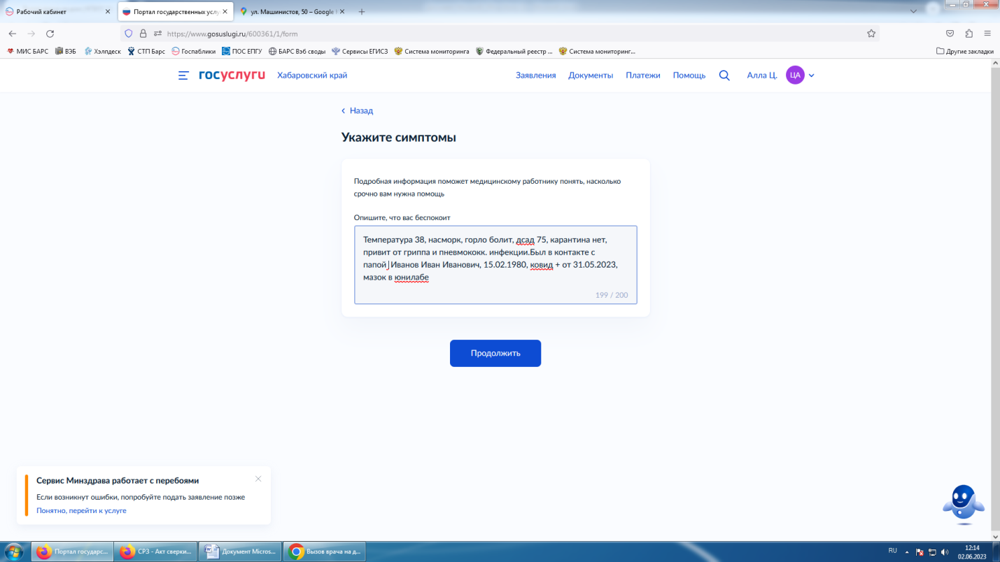 Рабочий кабинет
Портал государственных услу
ул. Машинистов, 50 – Google
https://www.gosuslugi.ru/600361/1/form
МИС БАРС ВЭБ Хэлпдеск СТП Барс Госпаблики ПОС ЕПГУ БАРС Вэб своды Сервисы ЕГИСЗ Система мониторинга Федеральный реестр ... Система мониторинг... Другие закладки
госуслуги Хабаровский край Заявления Документы Платежи Помощь Алла Ц. ЦА
Назад
Укажите симптомы
Подробная информация поможет медицинскому работнику понять, насколько
срочно вам нужна помощь
Опишите, что вас беспокоит
Температура 38, насморк, горло болит, дсад 75, карантина нет,
привит от гриппа и пневмококк. инфекции.Был в контакте с
папой Иванов Иван Иванович, 15.02.1980, ковид + от 31.05.2023,
мазок в юнилабе
199 / 200
Продолжить
Сервис Минздрава работает с перебоями
Если возникнут ошибки, попробуйте подать заявление позже
Понятно, перейти к услуге
Портал государс... СРЗ - Акт сверки... Документ Micros... Вызов врача на д... RU 12:14
02.06.2023